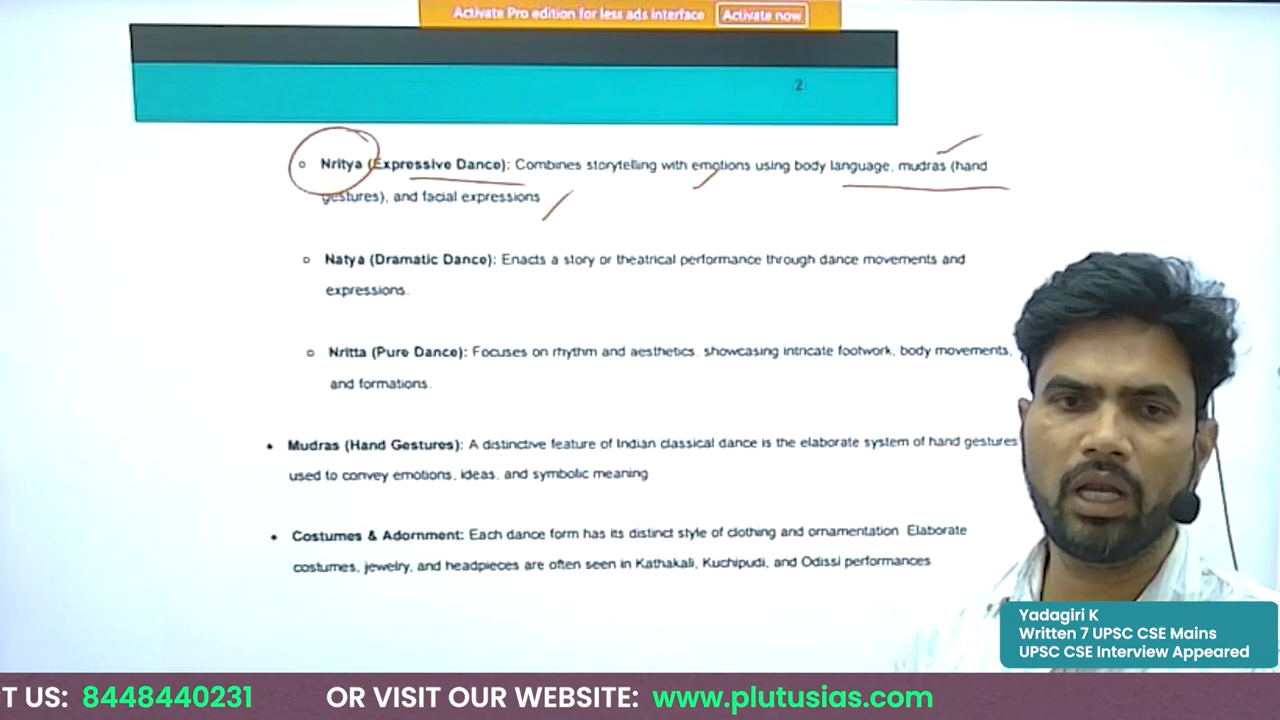 Activate Pro edition for less ads interface Activate now
2
Nritya (Expressive Dance): Combines storytelling with emotions using body language, mudras (hand
gestures), and facial expressions
Natya (Dramatic Dance): Enacts a story or theatrical performance through dance movements and
expressions.
Nritta (Pure Dance): Focuses on rhythm and aesthetics, showcasing intricate footwork, body movements,
and formations.
Mudras (Hand Gestures): A distinctive feature of Indian classical dance is the elaborate system of hand gestures
used to convey emotions, ideas, and symbolic meaning
Costumes & Adornment: Each dance form has its distinct style of clothing and ornamentation. Elaborate
costumes, jewelry, and headpieces are often seen in Kathakali, Kuchipudi, and Odissi performances
Yadagiri K
Written 7 UPSC CSE Mains
UPSC CSE Interview Appeared
T US: 8448440231 OR VISIT OUR WEBSITE: www.plutusias.com